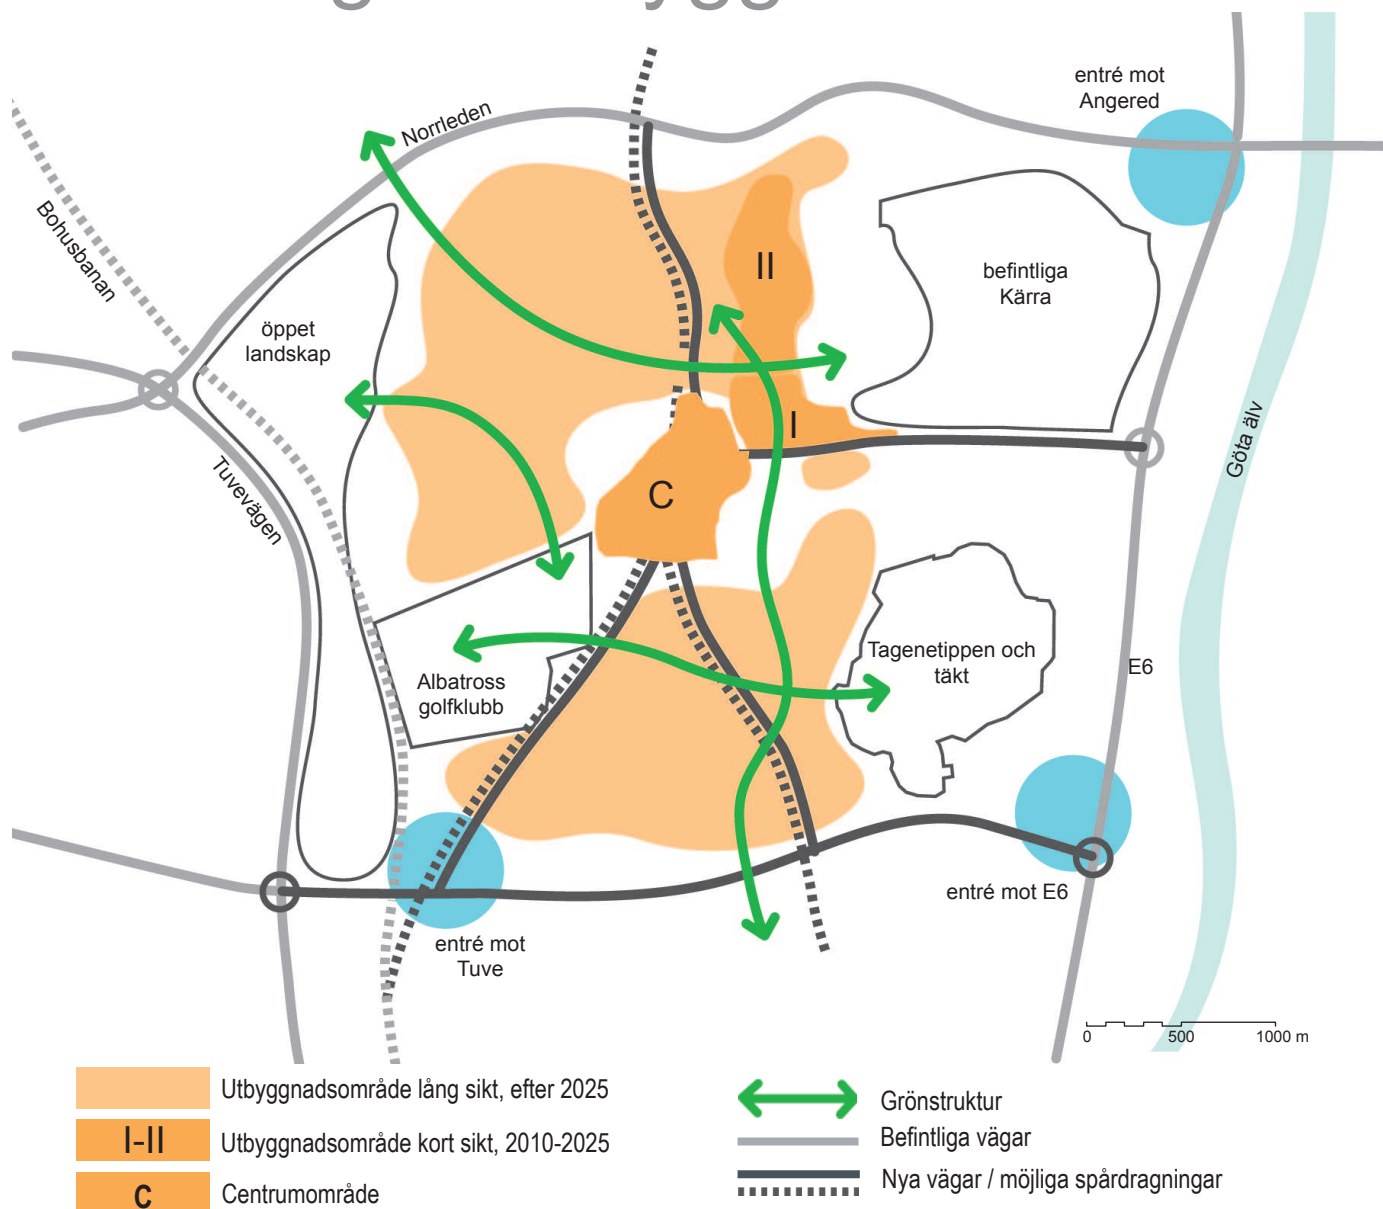 entré mot
Angered
Norrleden
Bohusbanan
II
befintliga
Kärra
öppet
landskap
I
Göta älv
Tuvevägen
C
Tagenetippen och
täkt
E6
Albatross
golfklubb
entré mot E6
entré mot
Tuve
0 500 1000 m
Utbyggnadsområde lång sikt, efter 2025
I-II Utbyggnadsområde kort sikt, 2010-2025
C Centrumområde
Grönstruktur
Befintliga vägar
Nya vägar / möjliga spårdragningar